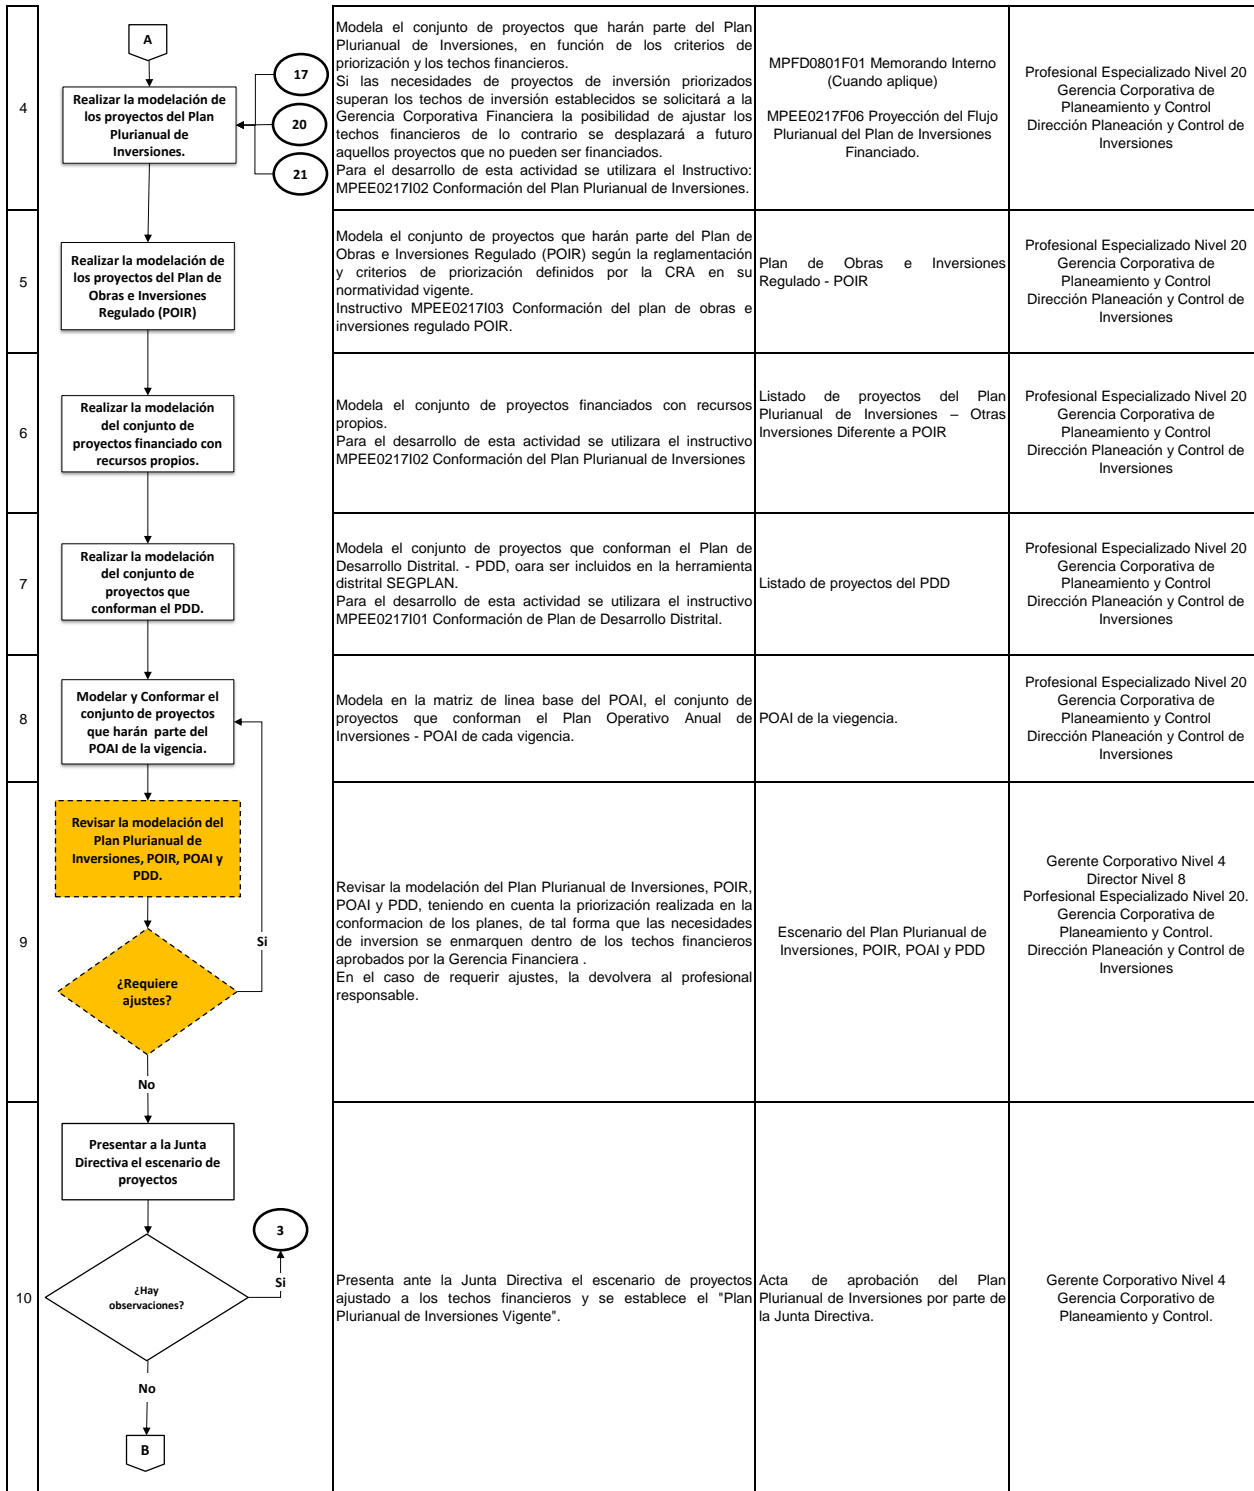 4
A
17
20
21
Realizar la modelación de
los proyectos del Plan
Plurianual de
Inversiones.
Modela el conjunto de proyectos que harán parte del Plan
Plurianual de Inversiones, en función de los criterios de
priorización y los techos financieros.
Si las necesidades de proyectos de inversión priorizados
superan los techos de inversión establecidos se solicitará a la
Gerencia Corporativa Financiera la posibilidad de ajustar los
techos financieros de lo contrario se desplazará a futuro
aquellos proyectos que no pueden ser financiados.
Para el desarrollo de esta actividad se utilizara el Instructivo:
MPEE0217I02 Conformación del Plan Plurianual de Inversiones.
MPFD0801F01 Memorando Interno
(Cuando aplique)
MPEE0217F06 Proyección del Flujo
Plurianual del Plan de Inversiones
Financiado.
Profesional Especializado Nivel 20
Gerencia Corporativa de
Planeamiento y Control
Dirección Planeación y Control de
Inversiones
5
Realizar la modelación de
los proyectos del Plan de
Obras e Inversiones
Regulado (POIR)
Modela el conjunto de proyectos que harán parte del Plan de
Obras e Inversiones Regulado (POIR) según la reglamentación
y criterios de priorización definidos por la CRA en su
normatividad vigente.
Instructivo MPEE0217I03 Conformación del plan de obras e
inversiones regulado POIR.
Plan de Obras e Inversiones
Regulado - POIR
Profesional Especializado Nivel 20
Gerencia Corporativa de
Planeamiento y Control
Dirección Planeación y Control de
Inversiones
6
Realizar la modelación
del conjunto de
proyectos financiado con
recursos propios.
Modela el conjunto de proyectos financiados con recursos
propios.
Para el desarrollo de esta actividad se utilizara el instructivo
MPEE0217I02 Conformación del Plan Plurianual de Inversiones
Listado de proyectos del Plan
Plurianual de Inversiones – Otras
Inversiones Diferente a POIR
Profesional Especializado Nivel 20
Gerencia Corporativa de
Planeamiento y Control
Dirección Planeación y Control de
Inversiones
7
Realizar la modelación
del conjunto de
proyectos que
conforman el PDD.
Modela el conjunto de proyectos que conforman el Plan de
Desarrollo Distrital. - PDD, oara ser incluidos en la herramienta
distrital SEGPLAN.
Para el desarrollo de esta actividad se utilizara el instructivo
MPEE0217I01 Conformación de Plan de Desarrollo Distrital.
Listado de proyectos del PDD
Profesional Especializado Nivel 20
Gerencia Corporativa de
Planeamiento y Control
Dirección Planeación y Control de
Inversiones
8
Modelar y Conformar el
conjunto de proyectos
que harán parte del
POAI de la vigencia.
Modela en la matriz de linea base del POAI, el conjunto de
proyectos que conforman el Plan Operativo Anual de
Inversiones - POAI de cada vigencia.
POAI de la viegencia.
Profesional Especializado Nivel 20
Gerencia Corporativa de
Planeamiento y Control
Dirección Planeación y Control de
Inversiones
9
Revisar la modelación del
Plan Plurianual de
Inversiones, POIR, POAI y
PDD.
Si
¿Requiere
ajustes?
No
Revisar la modelación del Plan Plurianual de Inversiones, POIR,
POAI y PDD, teniendo en cuenta la priorización realizada en la
conformacion de los planes, de tal forma que las necesidades
de inversion se enmarquen dentro de los techos financieros
aprobados por la Gerencia Financiera .
En el caso de requerir ajustes, la devolvera al profesional
responsable.
Escenario del Plan Plurianual de
Inversiones, POIR, POAI y PDD
Gerente Corporativo Nivel 4
Director Nivel 8
Porfesional Especializado Nivel 20.
Gerencia Corporativa de
Planeamiento y Control.
Dirección Planeación y Control de
Inversiones
10
Presentar a la Junta
Directiva el escenario de
proyectos
3
Si
¿Hay
observaciones?
No
B
Presenta ante la Junta Directiva el escenario de proyectos
ajustado a los techos financieros y se establece el "Plan
Plurianual de Inversiones Vigente".
Acta de aprobación del Plan
Plurianual de Inversiones por parte de
la Junta Directiva.
Gerente Corporativo Nivel 4
Gerencia Corporativo de
Planeamiento y Control.